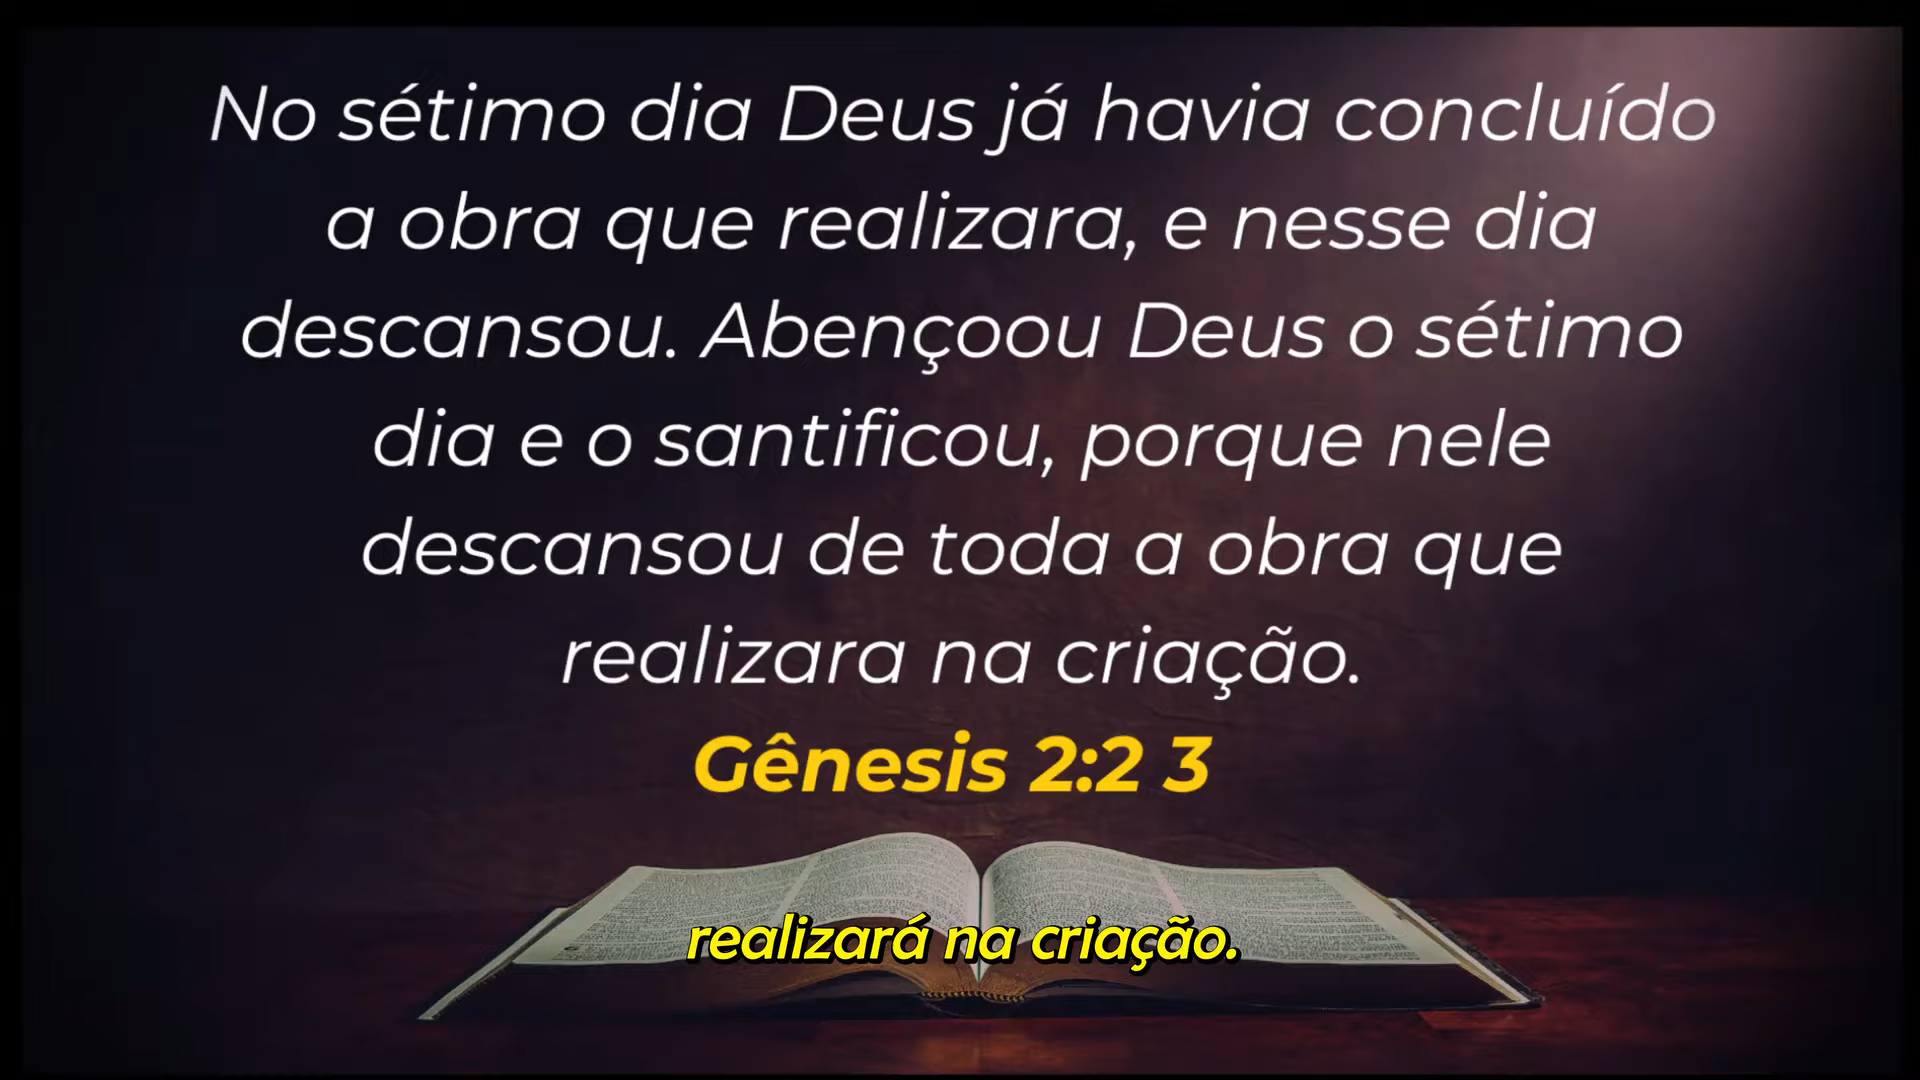 No sétimo dia Deus já havia concluído
a obra que realizara, e nesse dia
descansou. Abençoou Deus o sétimo
dia e o santificou, porque nele
descansou de toda a obra que
realizara na criação.
Gênesis 2:2 3
realizará na criação.